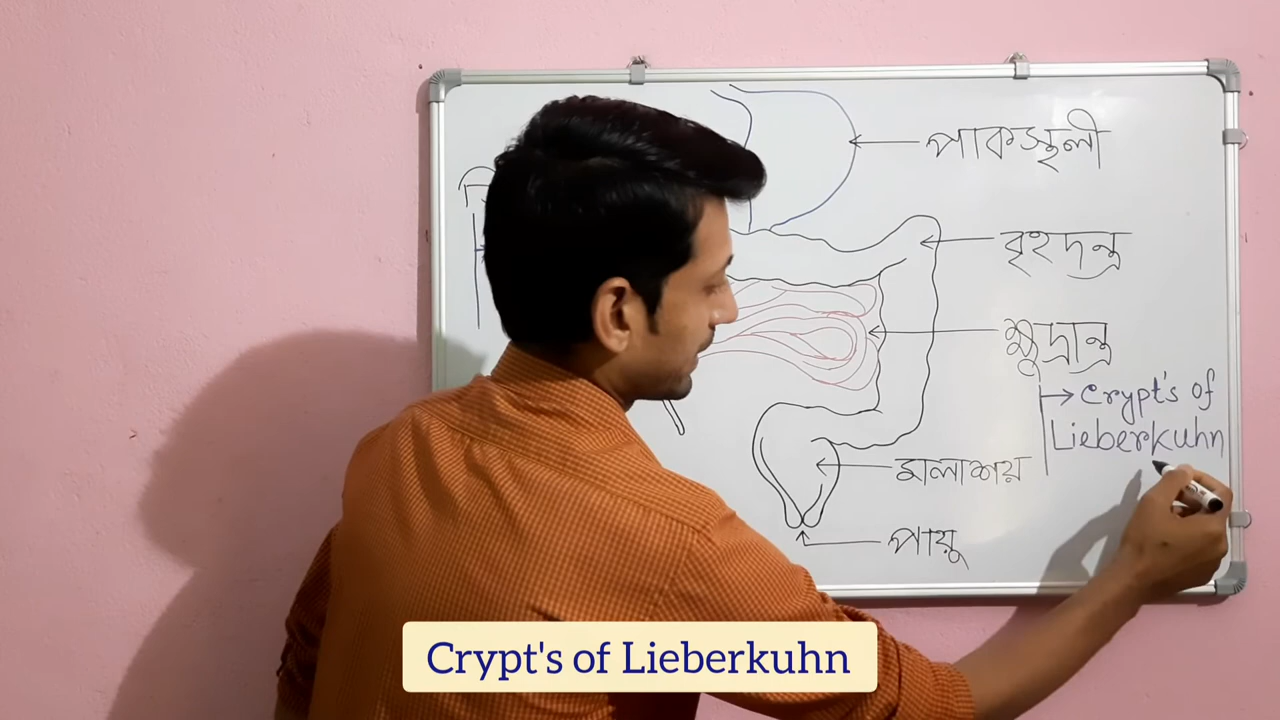 পাকস্থলী
বৃহদন্ত্র
ক্ষুদ্রান্ত্র
Crypt's of
Lieberkuhn
মলাশয়
পায়ু
Crypt's of Lieberkuhn